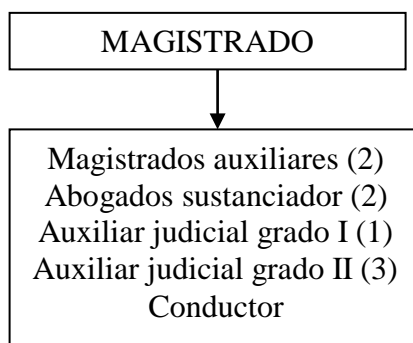 MAGISTRADO
Magistrados auxiliares (2)
Abogados sustanciador (2)
Auxiliar judicial grado I (1)
Auxiliar judicial grado II (3)
Conductor